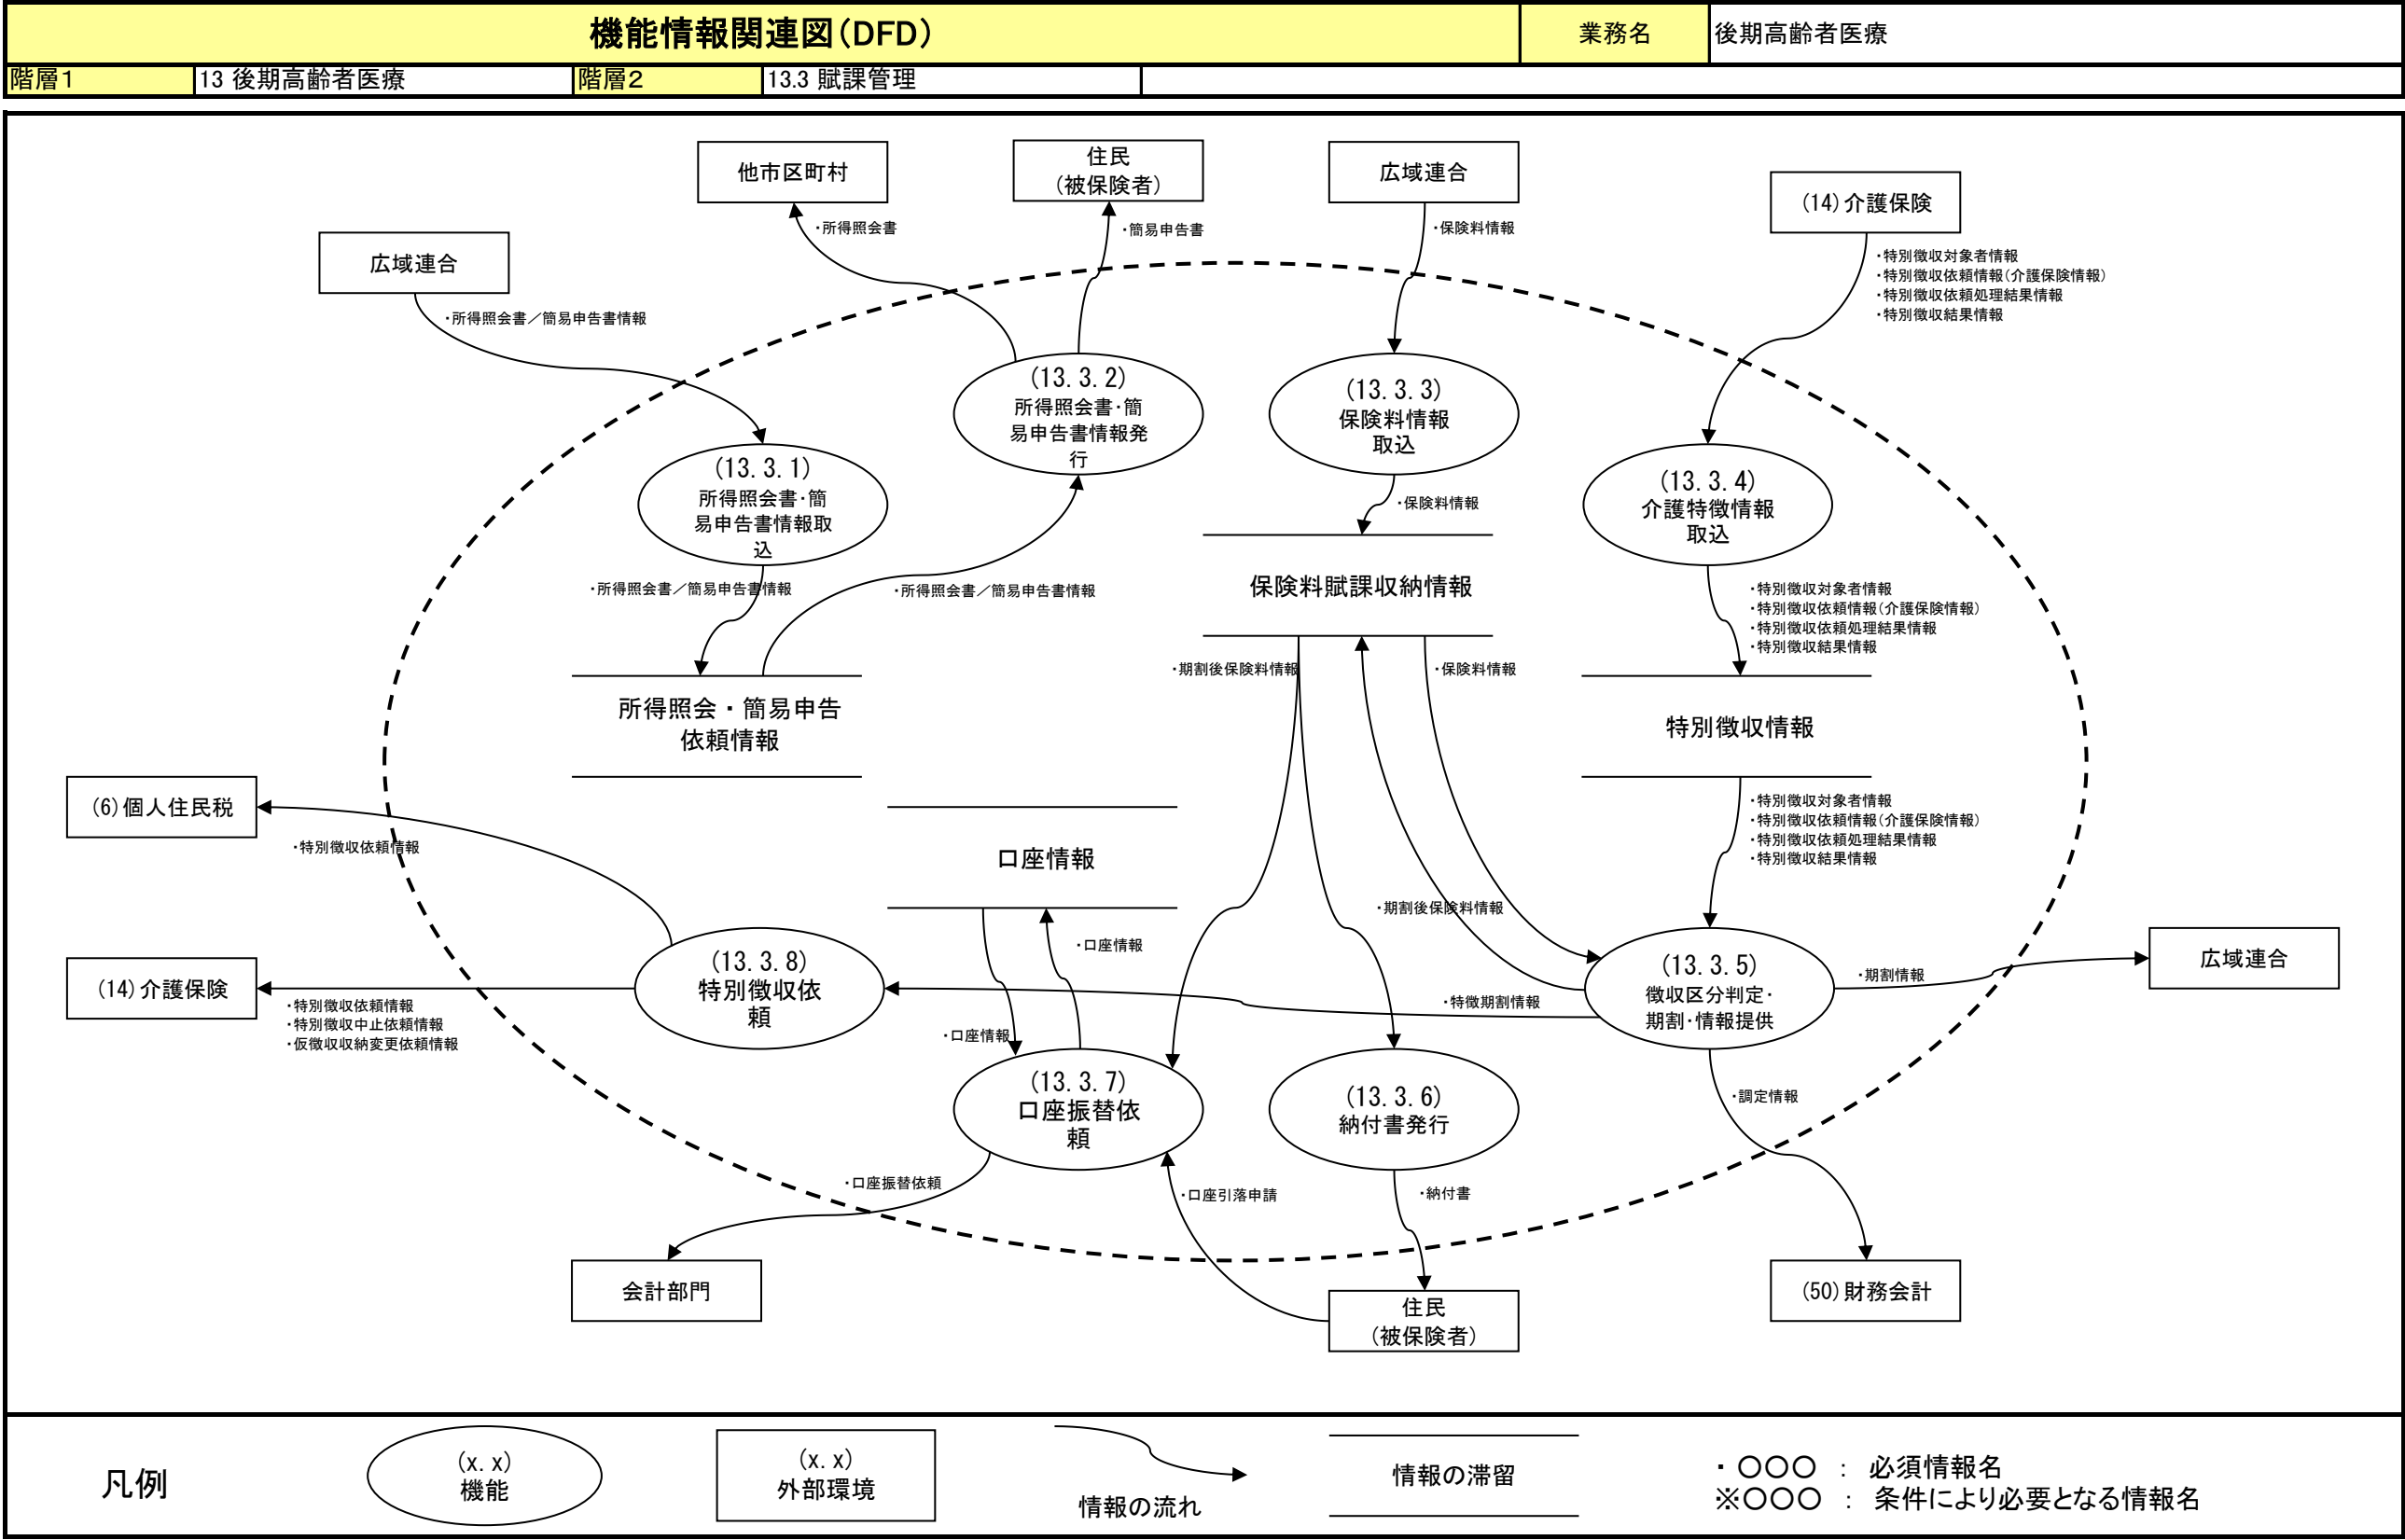 機能情報関連図（DFD）
業務名
後期高齢者医療
階層１
13 後期高齢者医療
階層２
13.3 賦課管理
他市区町村
住民
（被保険者）
広域連合
(14)介護保険
・所得照会書
・簡易申告書
・保険料情報
広域連合
・特別徴収対象者情報
・特別徴収依頼情報（介護保険情報）
・特別徴収依頼処理結果情報
・特別徴収結果情報
・所得照会書／簡易申告書情報
(13.3.2)
所得照会書・簡
易申告書情報発
行
(13.3.3)
保険料情報
取込
(13.3.1)
所得照会書・簡
易申告書情報取
込
(13.3.4)
介護特徴情報
取込
・保険料情報
・所得照会書／簡易申告書情報
・所得照会書／簡易申告書情報
保険料賦課収納情報
・特別徴収対象者情報
・特別徴収依頼情報（介護保険情報）
・特別徴収依頼処理結果情報
・特別徴収結果情報
・期割後保険料情報
・保険料情報
所得照会・簡易申告
依頼情報
特別徴収情報
(6)個人住民税
・特別徴収依頼情報
口座情報
・特別徴収対象者情報
・特別徴収依頼情報（介護保険情報）
・特別徴収依頼処理結果情報
・特別徴収結果情報
・期割後保険料情報
・口座情報
(14)介護保険
(13.3.8)
特別徴収依
頼
(13.3.5)
徴収区分判定・
期割・情報提供
・期割情報
広域連合
・特別徴収依頼情報
・特別徴収中止依頼情報
・仮徴収収納変更依頼情報
・特徴期割情報
・口座情報
(13.3.7)
口座振替依
頼
(13.3.6)
納付書発行
・調定情報
・口座振替依頼
・口座引落申請
・納付書
会計部門
住民
（被保険者）
(50)財務会計
凡例
(x.x)
機能
(x.x)
外部環境
情報の流れ
情報の滞留
・ ○○○ ： 必須情報名
※○○○ ： 条件により必要となる情報名